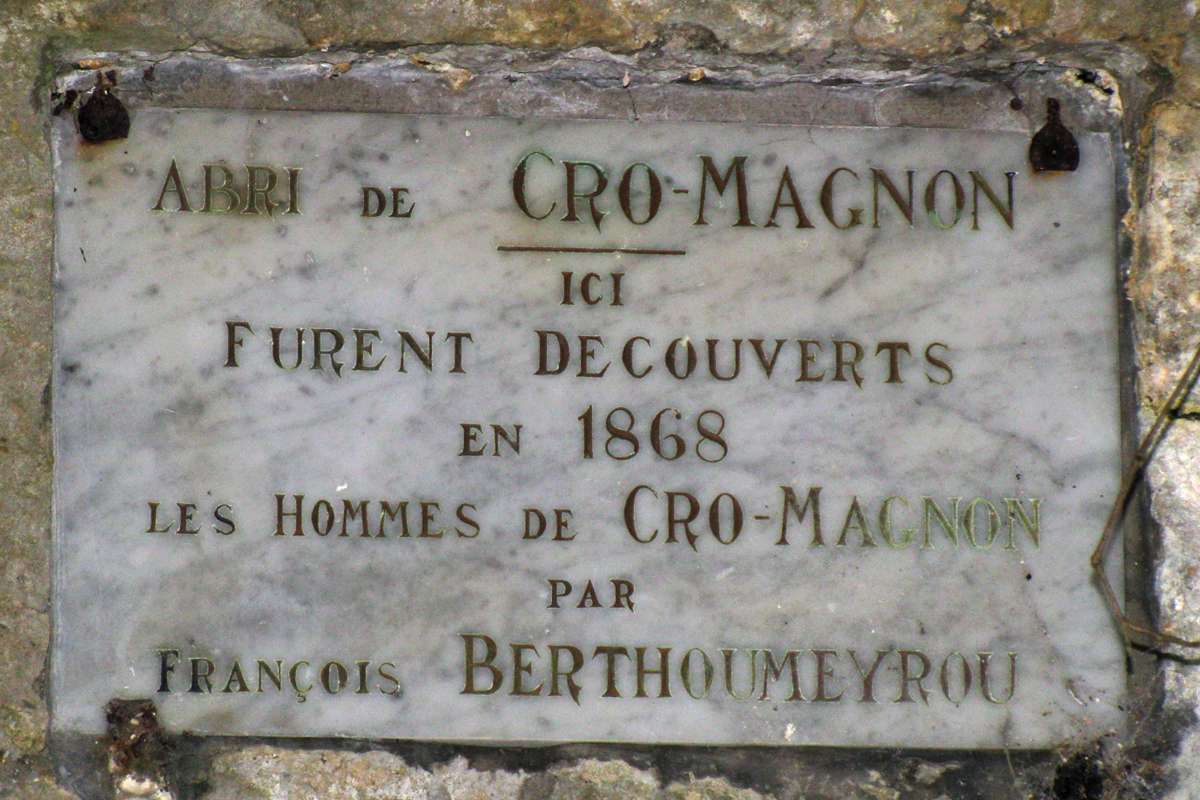 ABRI DE CRO-MAGNON
ICI
FURENT DECOUVERTS
EN 1868
LES HOMMES DE CRO-MAGNON
PAR
FRANÇOIS BERTHOUMEYROU